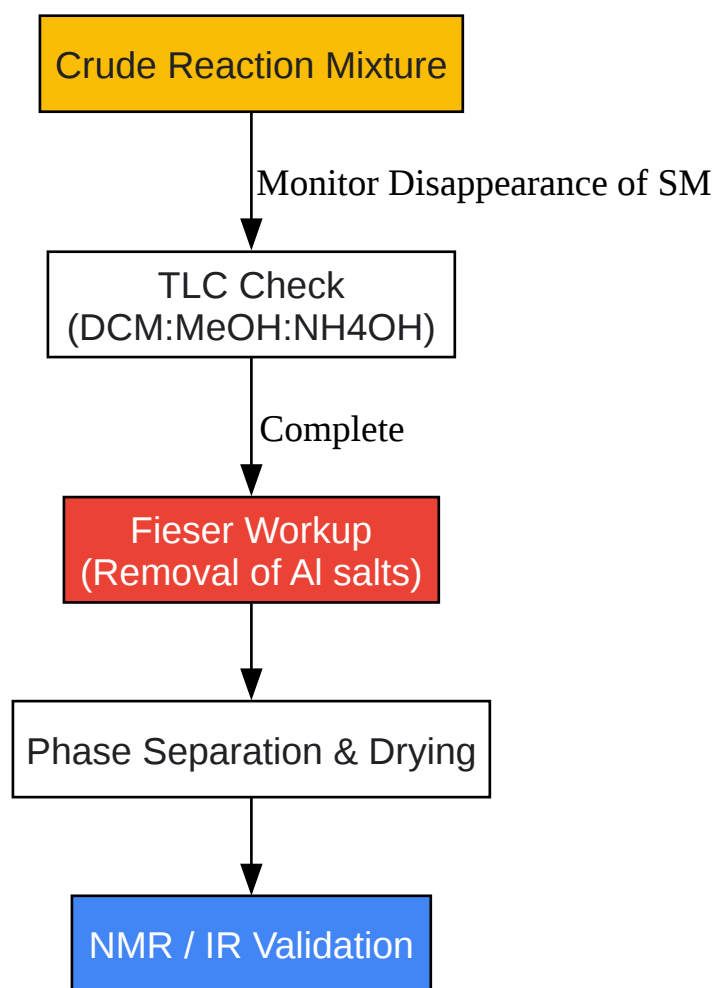 Crude Reaction Mixture
Monitor Disappearance of SM
TLC Check
(DCM:MeOH:NH4OH)
Complete
Fieser Workup
(Removal of Al salts)
Phase Separation & Drying
NMR / IR Validation